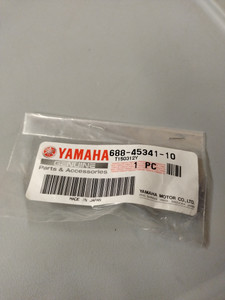 YAMAHA 688-45341-10
GENUINE T150312Y
Parts & Accessories 1 PC
MADE IN JAPAN
YAMAHA MOTOR CO., LTD.